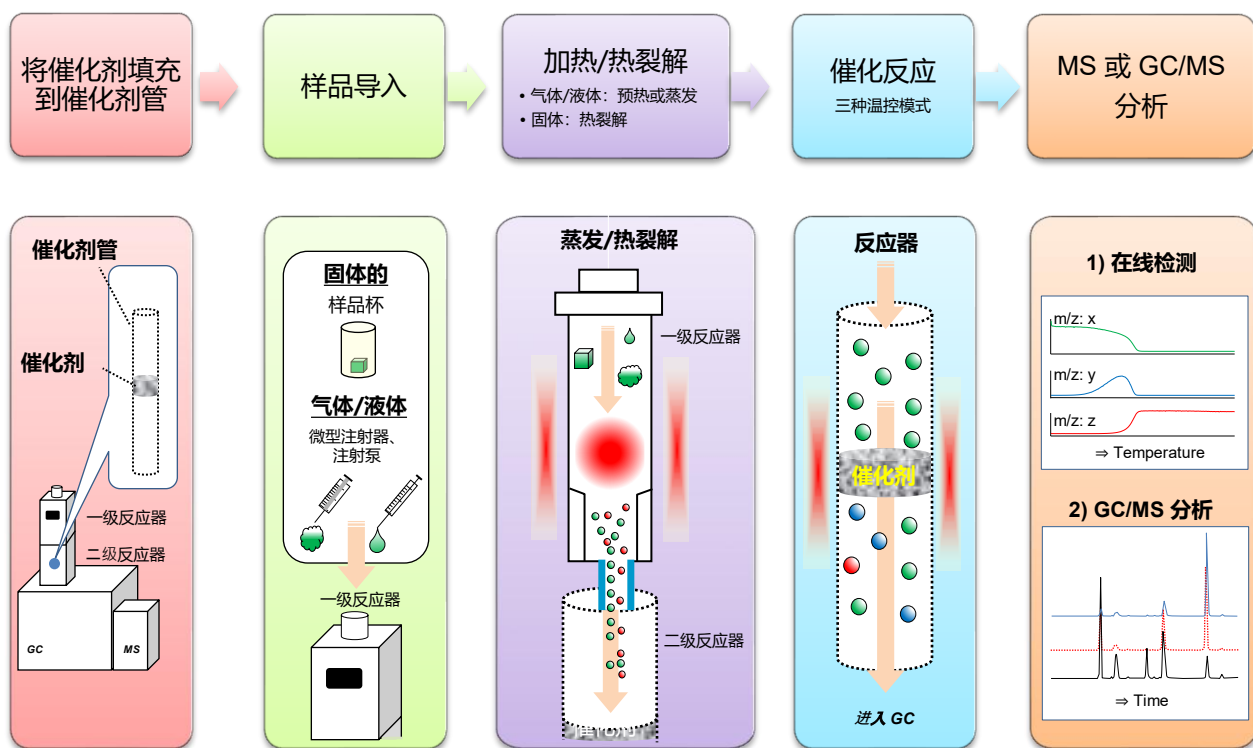 将催化剂填充
到催化剂管
样品导入
加热/热裂解
• 气体/液体：预热或蒸发
• 固体：热裂解
催化反应
三种温控模式
MS 或 GC/MS
分析
催化剂管
催化剂
一级反应器
二级反应器
GC
MS
固体的
样品杯
气体/液体
微型注射器、
注射泵
一级反应器
蒸发/热裂解
一级反应器
二级反应器
催化剂
反应器
催化剂
进入 GC
1) 在线检测
m/z: x
m/z: y
m/z: z
⇒ Temperature
2) GC/MS 分析
⇒ Time